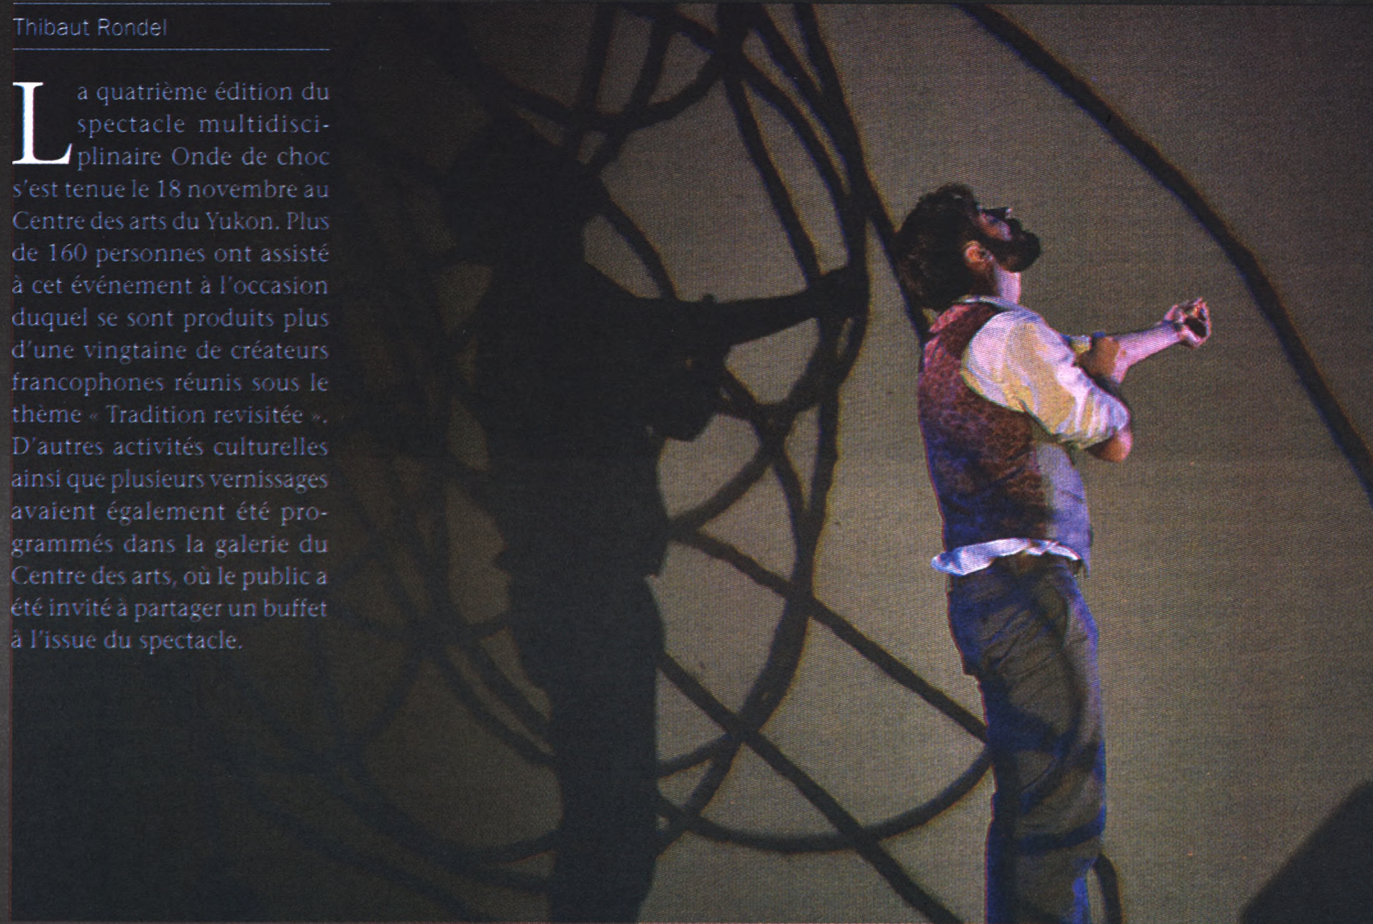 Thibaut Rondel
La quatrième édition du
spectacle multidisci-
plinaire Onde de choc
s'est tenue le 18 novembre au
Centre des arts du Yukon. Plus
de 160 personnes ont assisté
à cet événement à l'occasion
duquel se sont produits plus
d'une vingtaine de créateurs
francophones réunis sous le
thème « Tradition revisitée ».
D'autres activités culturelles
ainsi que plusieurs vernissages
avaient également été pro-
grammés dans la galerie du
Centre des arts, où le public a
été invité à partager un buffet
à l'issue du spectacle.